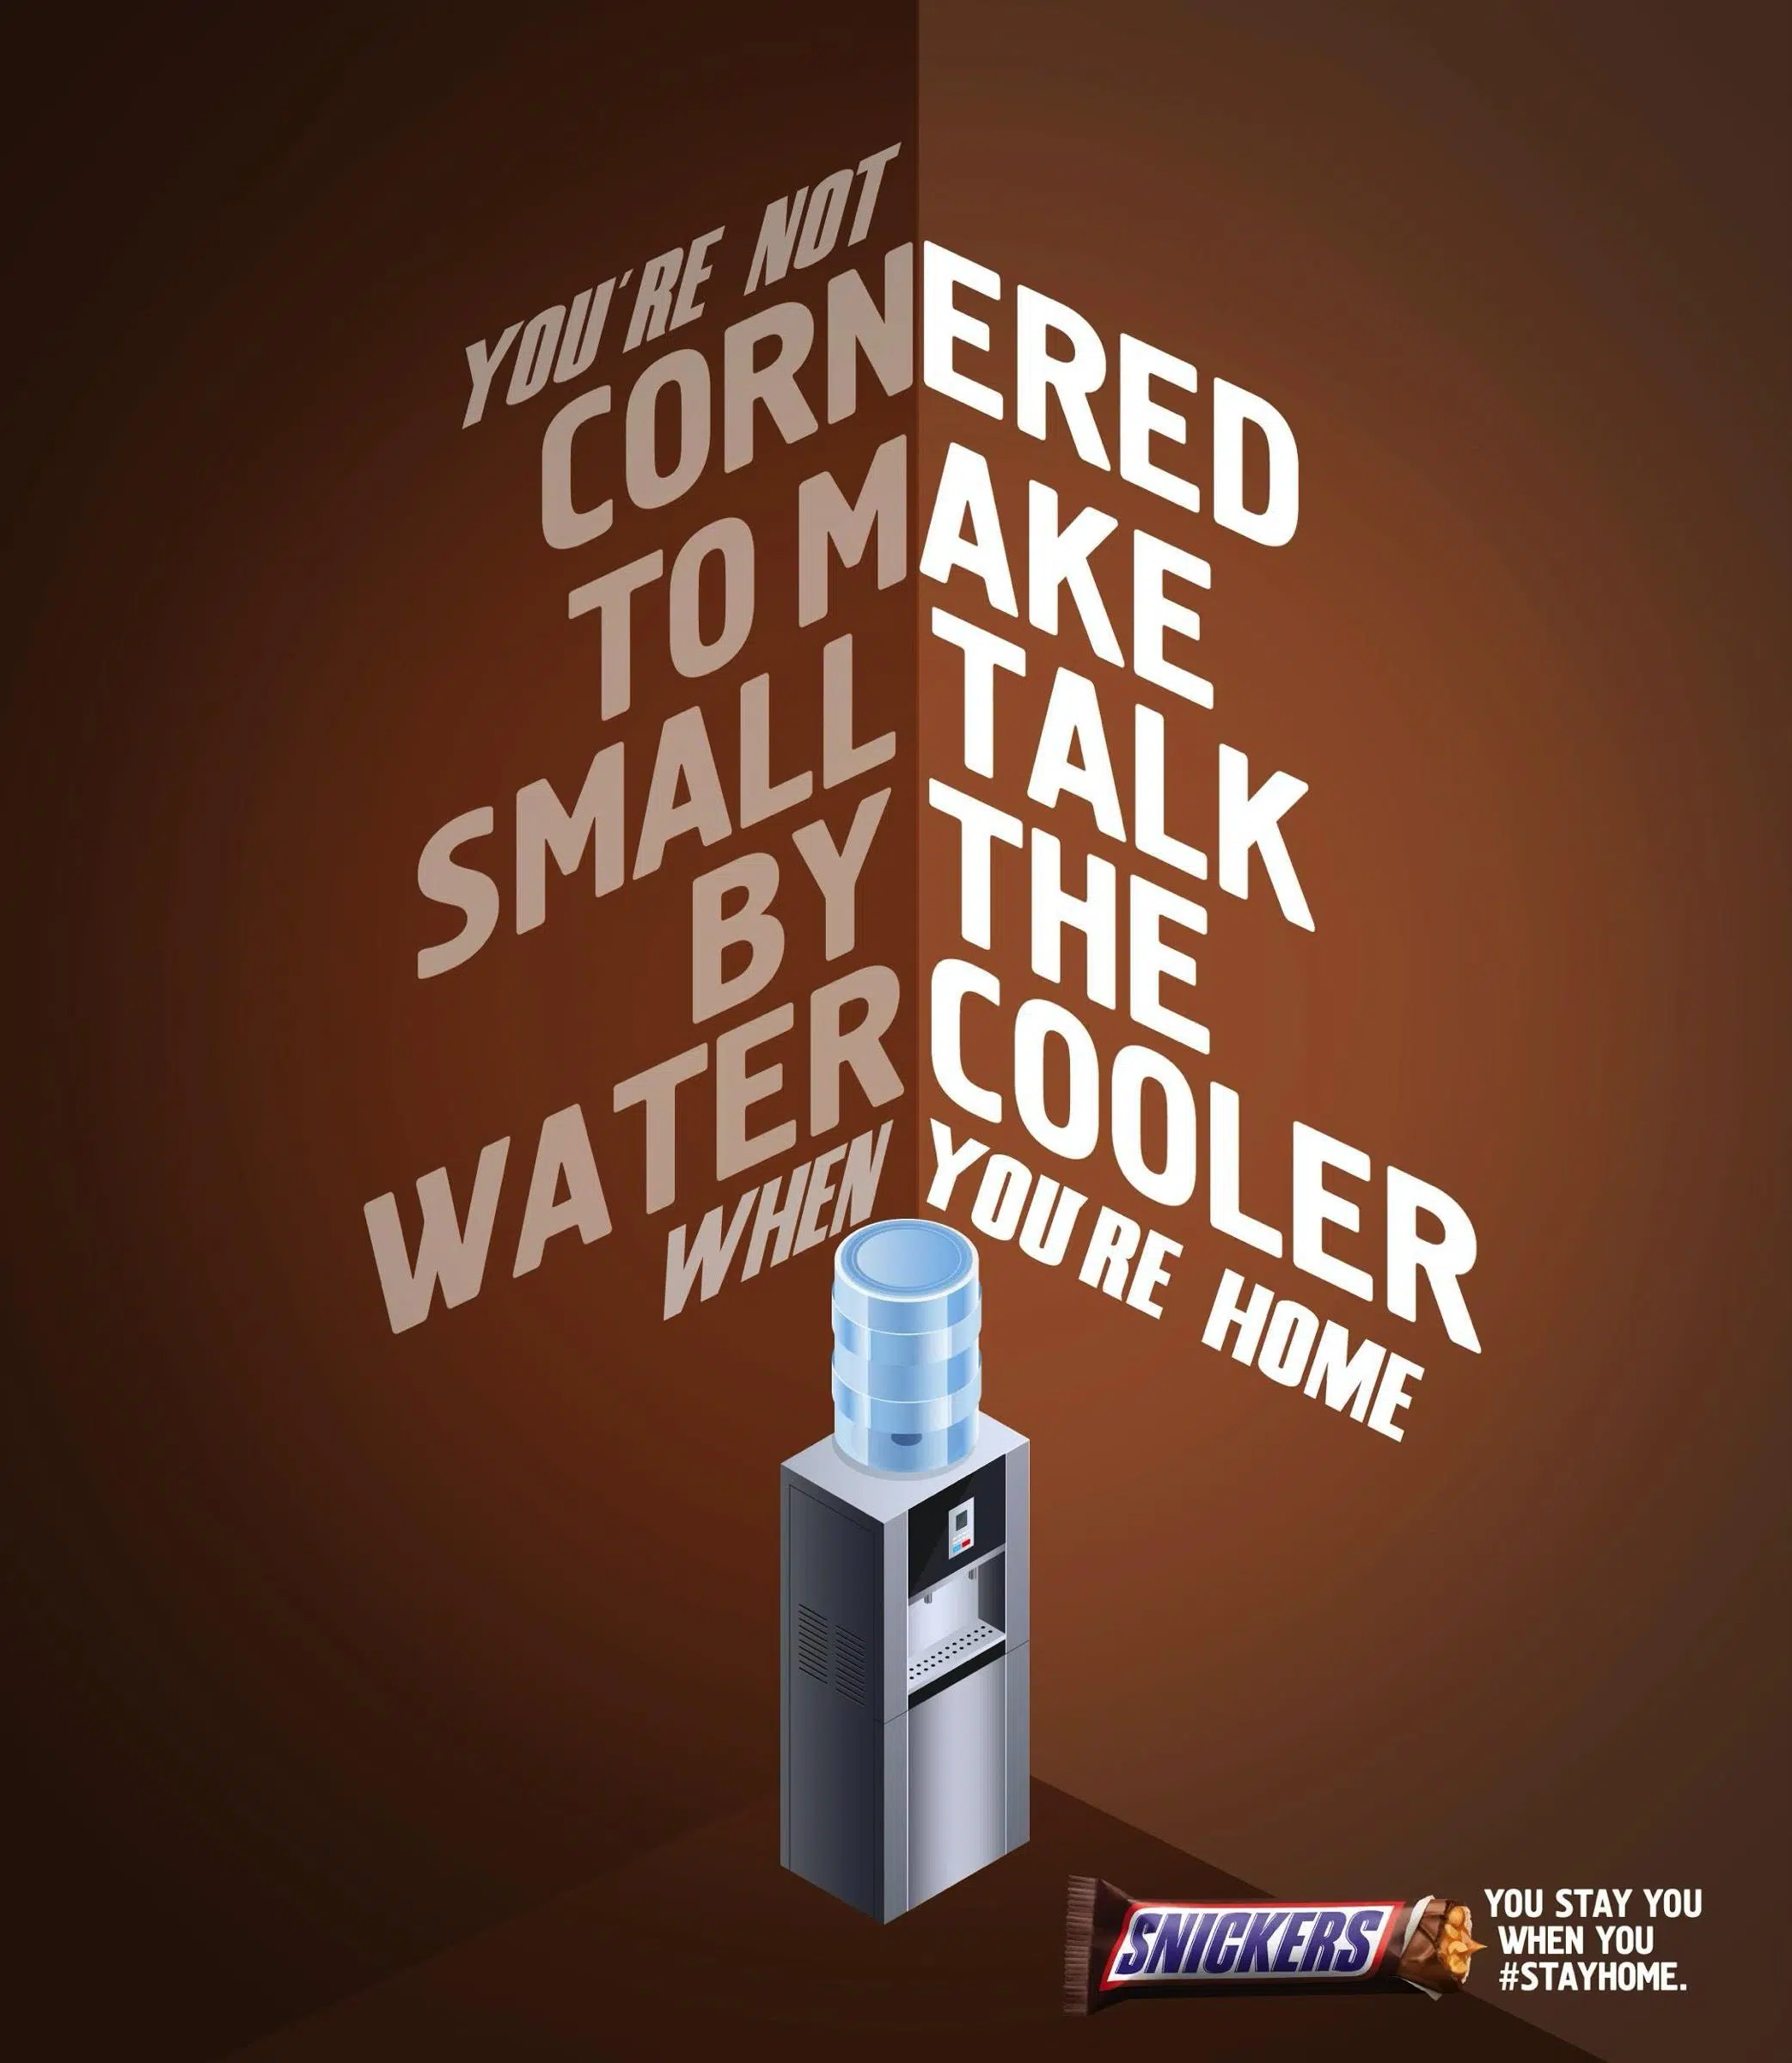 YOU'RE NOT
CORNERED
TO MAKE
SMALL TALK
BY THE
WATER COOLER
WHEN YOU'RE HOME
SNICKERS
YOU STAY YOU
WHEN YOU
#STAYHOME.